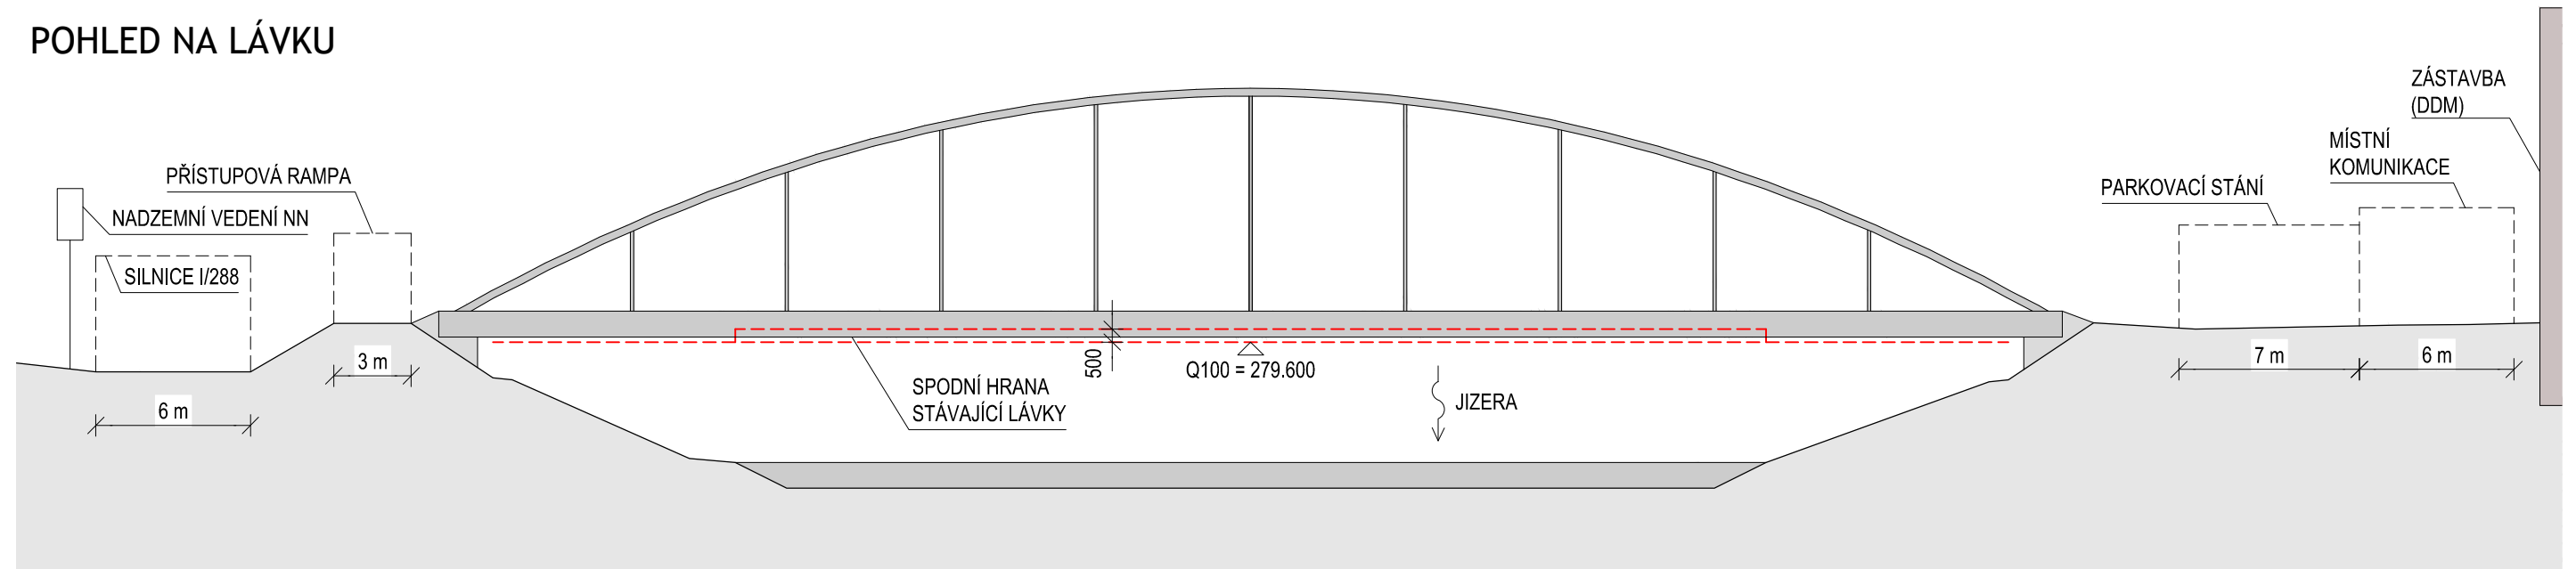 POHLED NA LÁVKU
ZÁSTAVBA
(DDM)
MÍSTNÍ
KOMUNIKACE
PŘÍSTUPOVÁ RAMPA
PARKOVACÍ STÁNÍ
NADZEMNÍ VEDENÍ NN
SILNICE I/288
3 m
6 m
500
Q100 = 279.600
SPODNÍ HRANA
STÁVAJÍCÍ LÁVKY
JIZERA
7 m
6 m